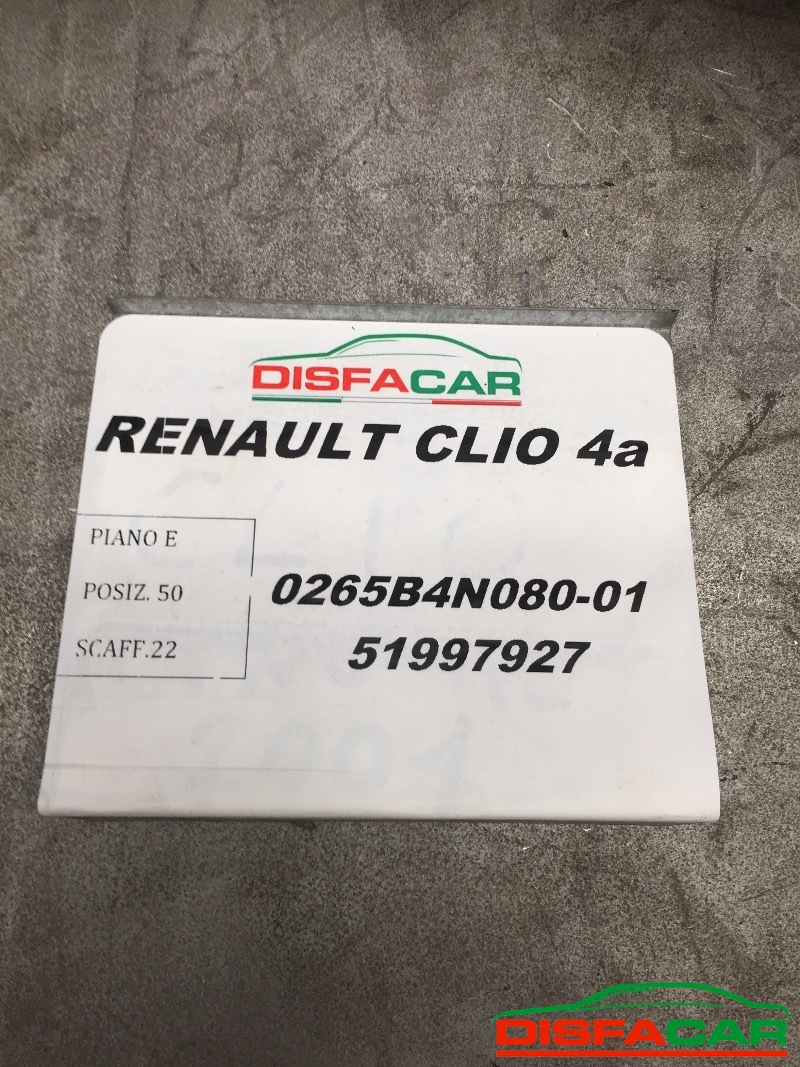 DISFACAR
RENAULT CLIO 4a
PIANO E
POSIZ. 50
SCAFF.22
0265B4N080-01
51997927
DISFACAR